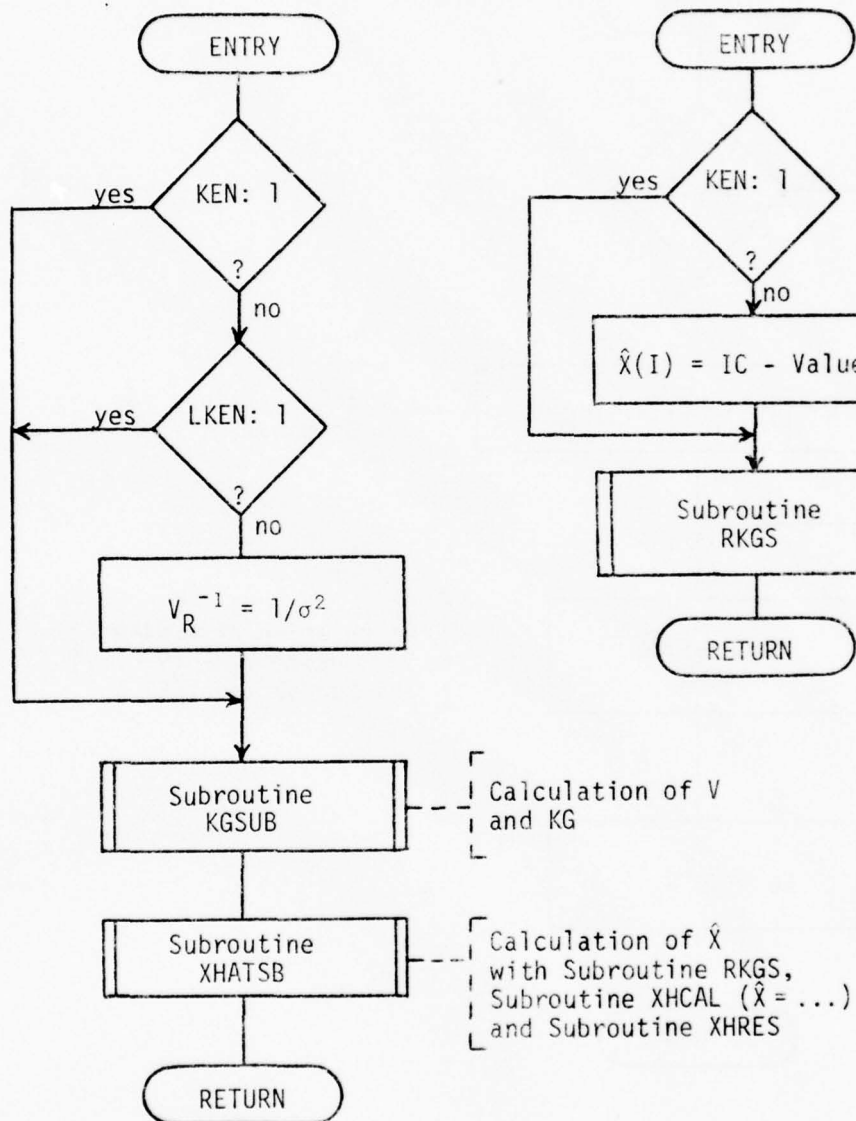 ENTRY
KEN: 1
?
yes
no
LKEN: 1
?
yes
no
V_R^-1 = 1/σ²
Subroutine
KGSUB
Calculation of V
and KG
Subroutine
XHATSB
Calculation of X̂
with Subroutine RKGS,
Subroutine XHCAL (X̂ = ...)
and Subroutine XHRES
RETURN
ENTRY
KEN: 1
?
yes
no
X̂(I) = IC - Value
Subroutine
RKGS
RETURN